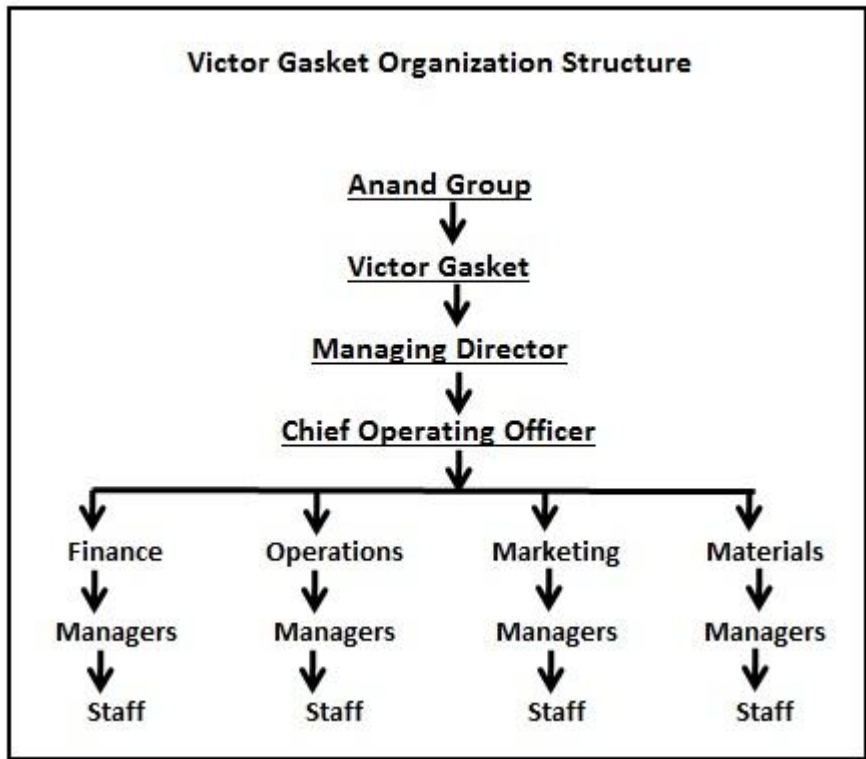 Victor Gasket Organization Structure
Anand Group
Victor Gasket
Managing Director
Chief Operating Officer
Finance Operations Marketing Materials
Managers Managers Managers Managers
Staff Staff Staff Staff